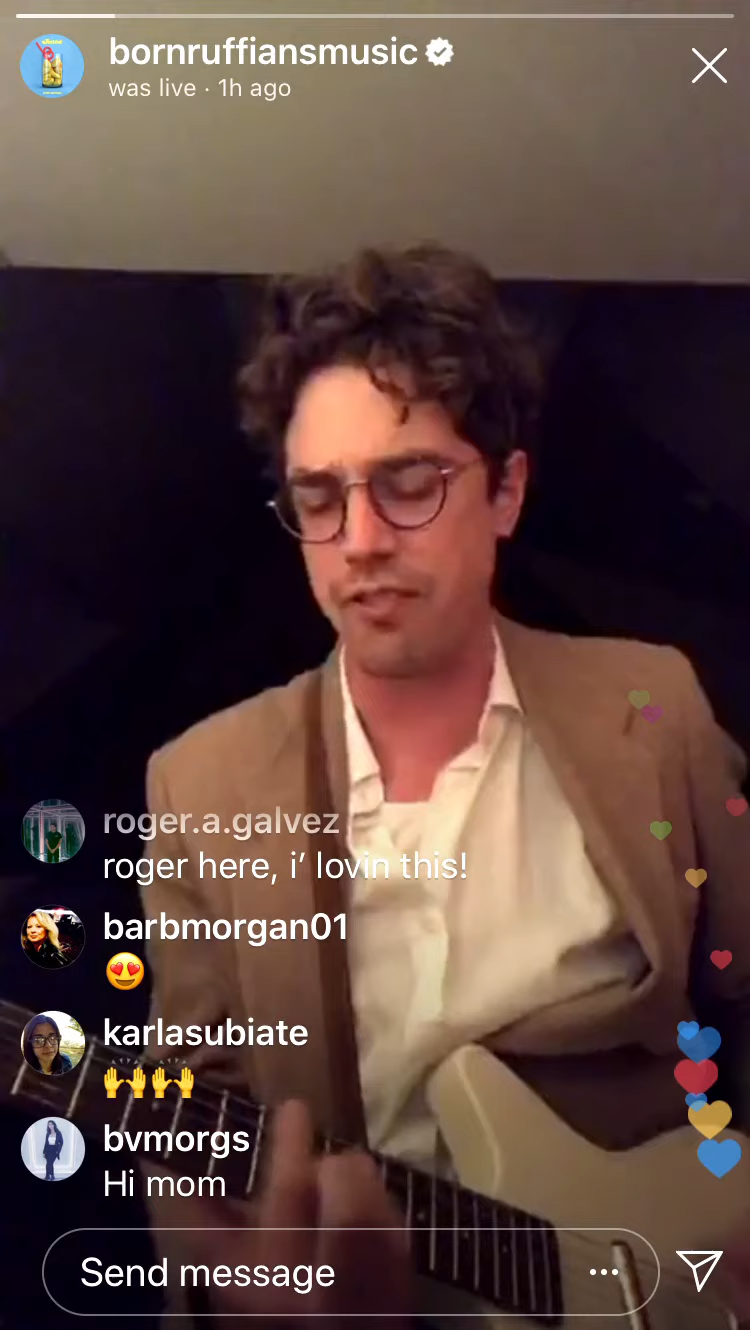 bornruffiansmusic
was live · 1h ago
roger.a.galvez
roger here, i’ lovin this!
barbmorgan01
😍
karlasubiate
🙌🙌
bvmorgs
Hi mom
Send message